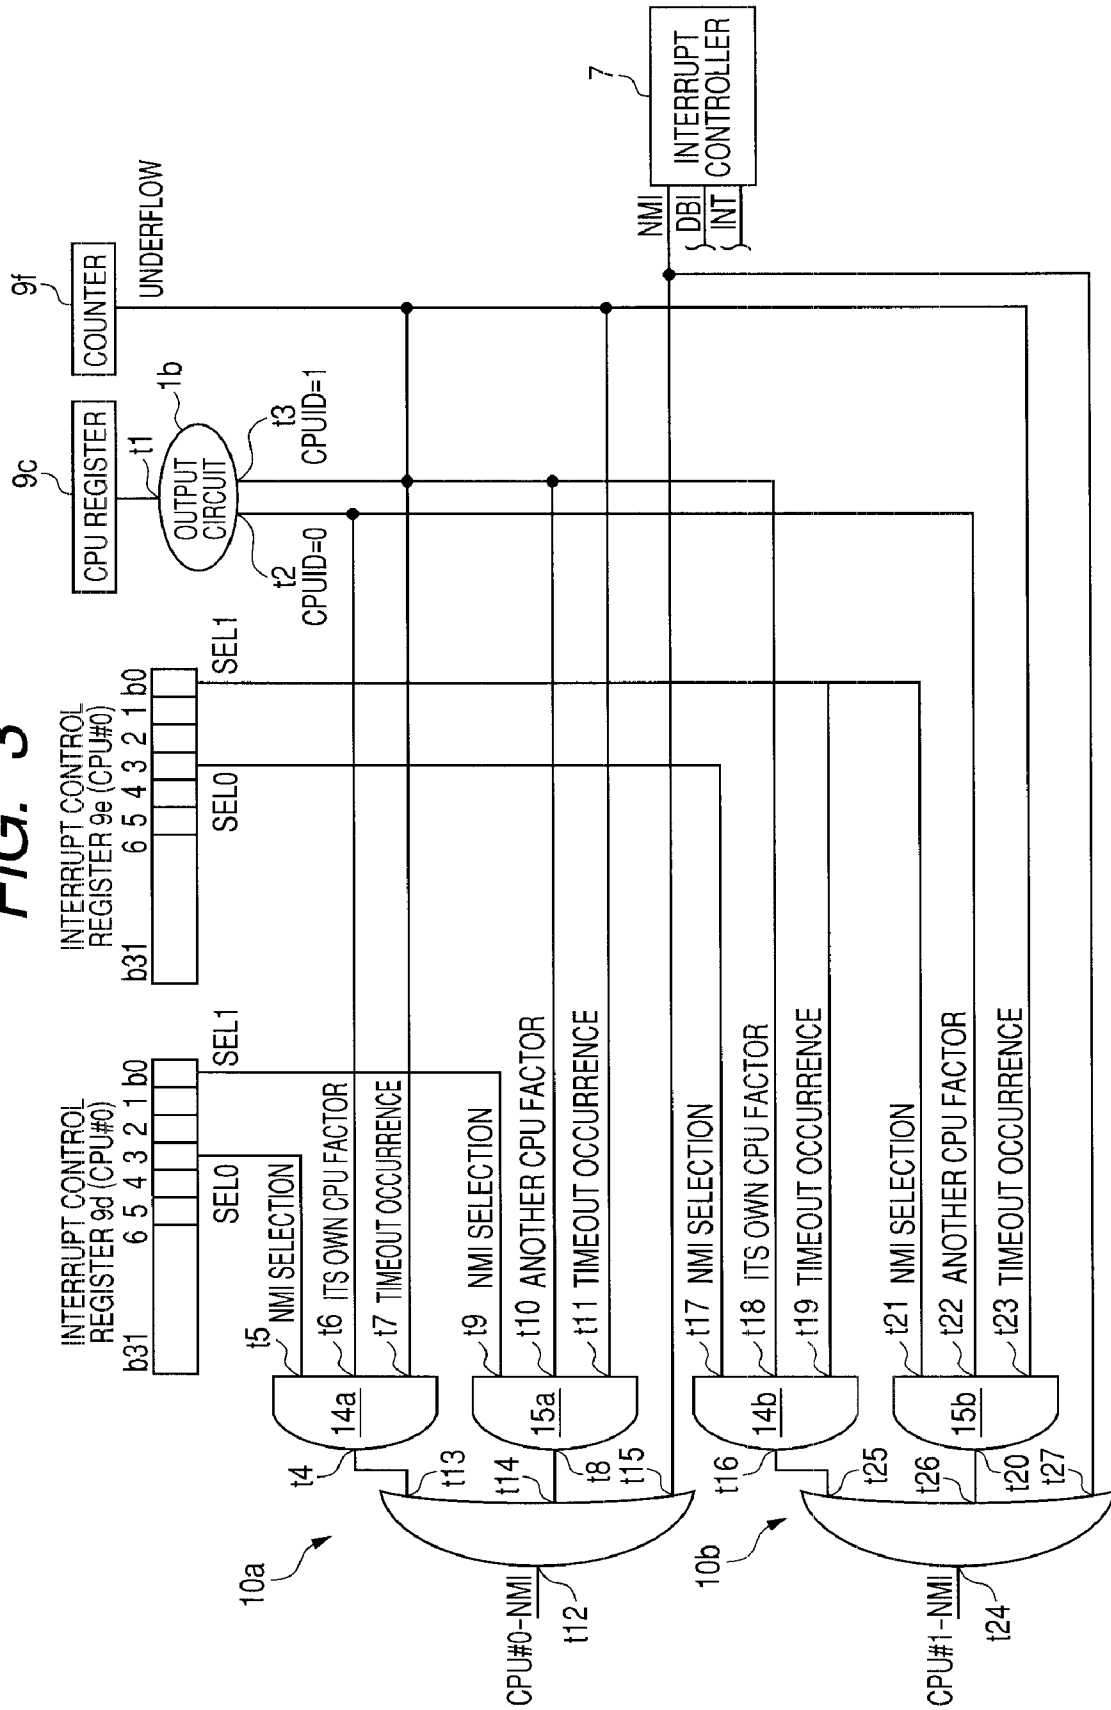 FIG. 3
INTERRUPT CONTROL
REGISTER 9d (CPU#0)
b31 6 5 4 3 2 1 b0
SEL0
SEL1
INTERRUPT CONTROL
REGISTER 9e (CPU#0)
b31 6 5 4 3 2 1 b0
SEL0
SEL1
9c
CPU REGISTER
t1
OUTPUT
CIRCUIT
1b
t2
CPUID=0
t3
CPUID=1
9f
COUNTER
UNDERFLOW
7
INTERRUPT
CONTROLLER
NMI
DBI
INT
t5
NMI SELECTION
t6 ITS OWN CPU FACTOR
t7 TIMEOUT OCCURRENCE
14a
t4
t9
NMI SELECTION
t10 ANOTHER CPU FACTOR
t11 TIMEOUT OCCURRENCE
15a
t8
t13
t14
t15
10a
CPU#0-NMI
t12
t17 NMI SELECTION
t18 ITS OWN CPU FACTOR
t19 TIMEOUT OCCURRENCE
14b
t16
t21 NMI SELECTION
t22 ANOTHER CPU FACTOR
t23 TIMEOUT OCCURRENCE
15b
t20
t25
t26
t27
10b
CPU#1-NMI
t24